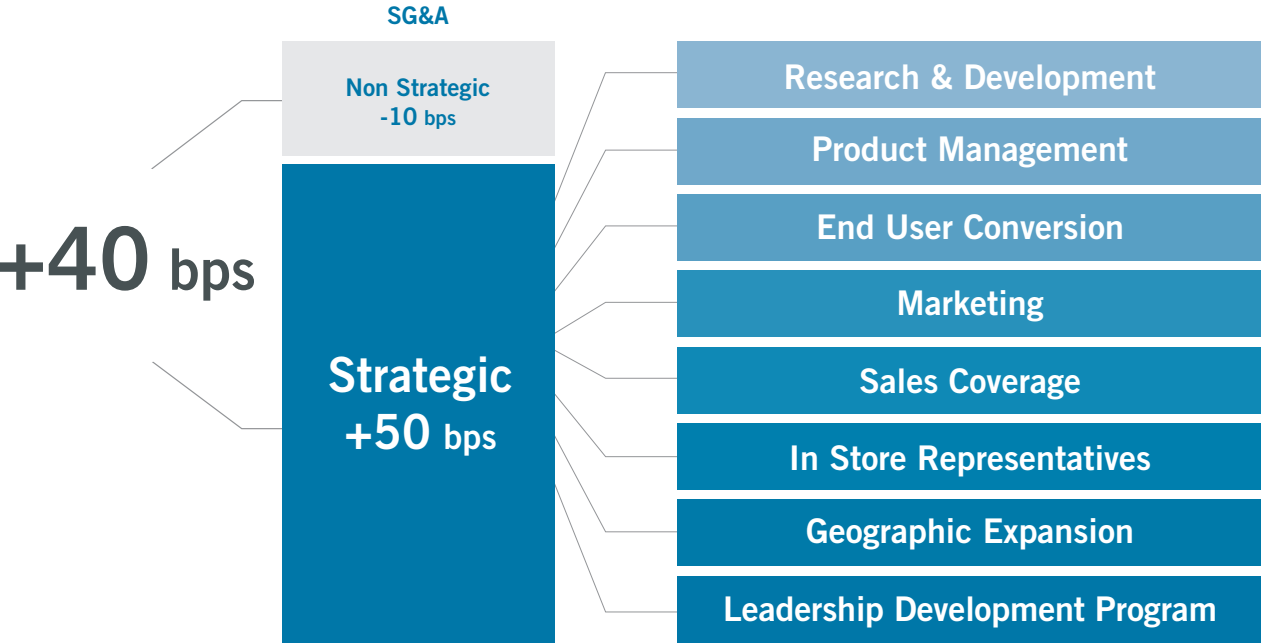 SG&A
Non Strategic
-10 bps
+40 bps
Strategic
+50 bps
Research & Development
Product Management
End User Conversion
Marketing
Sales Coverage
In Store Representatives
Geographic Expansion
Leadership Development Program